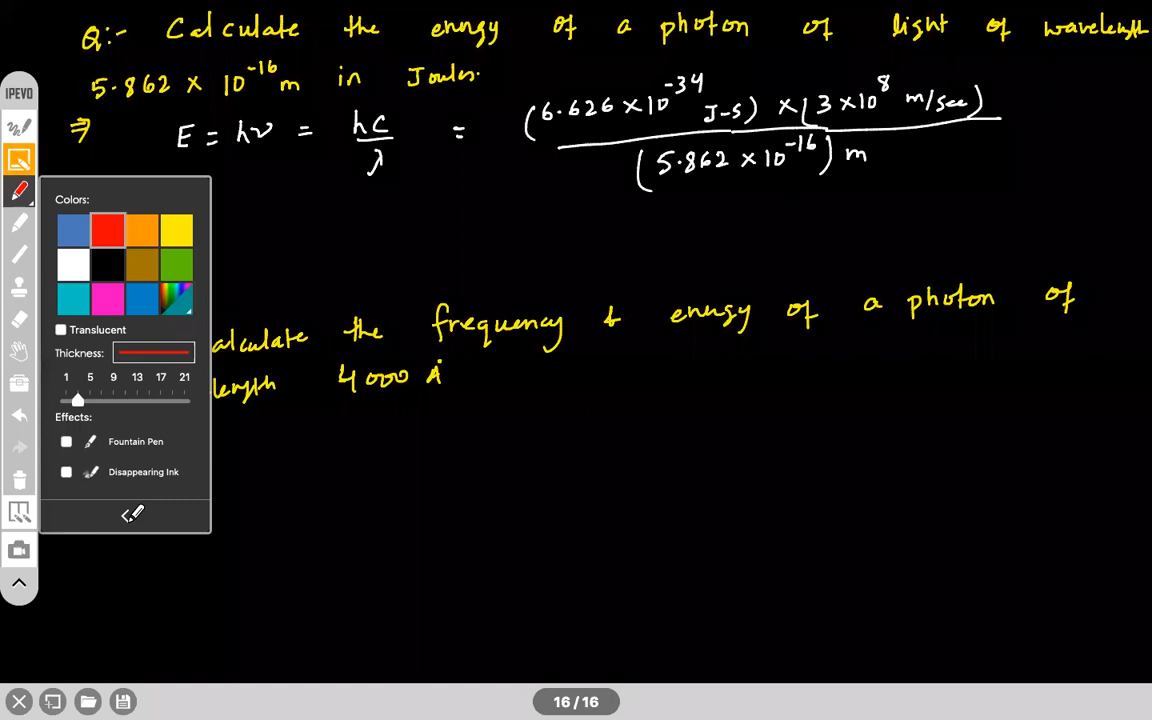 Q:- Calculate the energy of a photon of light of wavelength
5.862 × 10⁻¹⁶ m in Joules.
⇒ E = hν = hc/λ = (6.626 × 10⁻³⁴ J-s) × (3 × 10⁸ m/sec) / (5.862 × 10⁻¹⁶) m
alculate the frequency & energy of a photon of
length 4000 Å
IPEVO
Colors:
Translucent
Thickness:
1 5 9 13 17 21
Effects:
Fountain Pen
Disappearing Ink
16 / 16